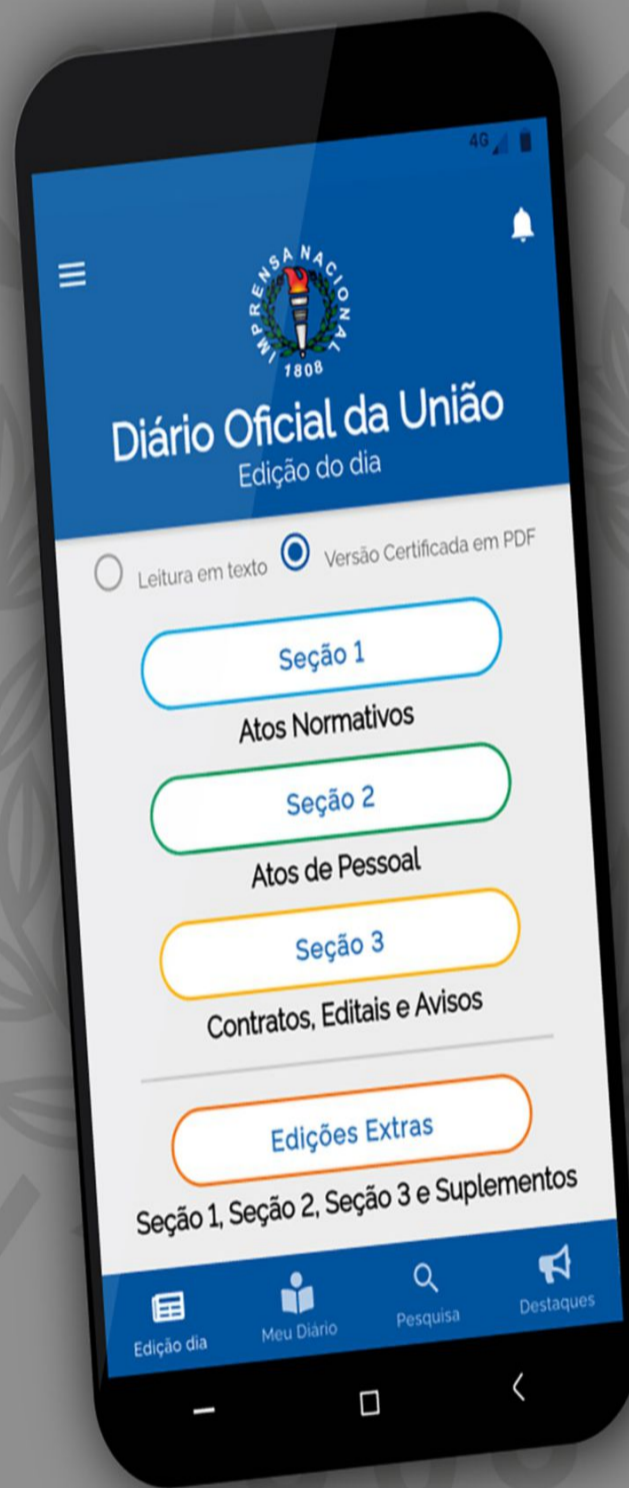 4G
IMPRENSA NACIONAL
1808
Diário Oficial da União
Edição do dia
Leitura em texto Versão Certificada em PDF
Seção 1
Atos Normativos
Seção 2
Atos de Pessoal
Seção 3
Contratos, Editais e Avisos
Edições Extras
Seção 1, Seção 2, Seção 3 e Suplementos
Edição dia Meu Diário Pesquisa Destaques